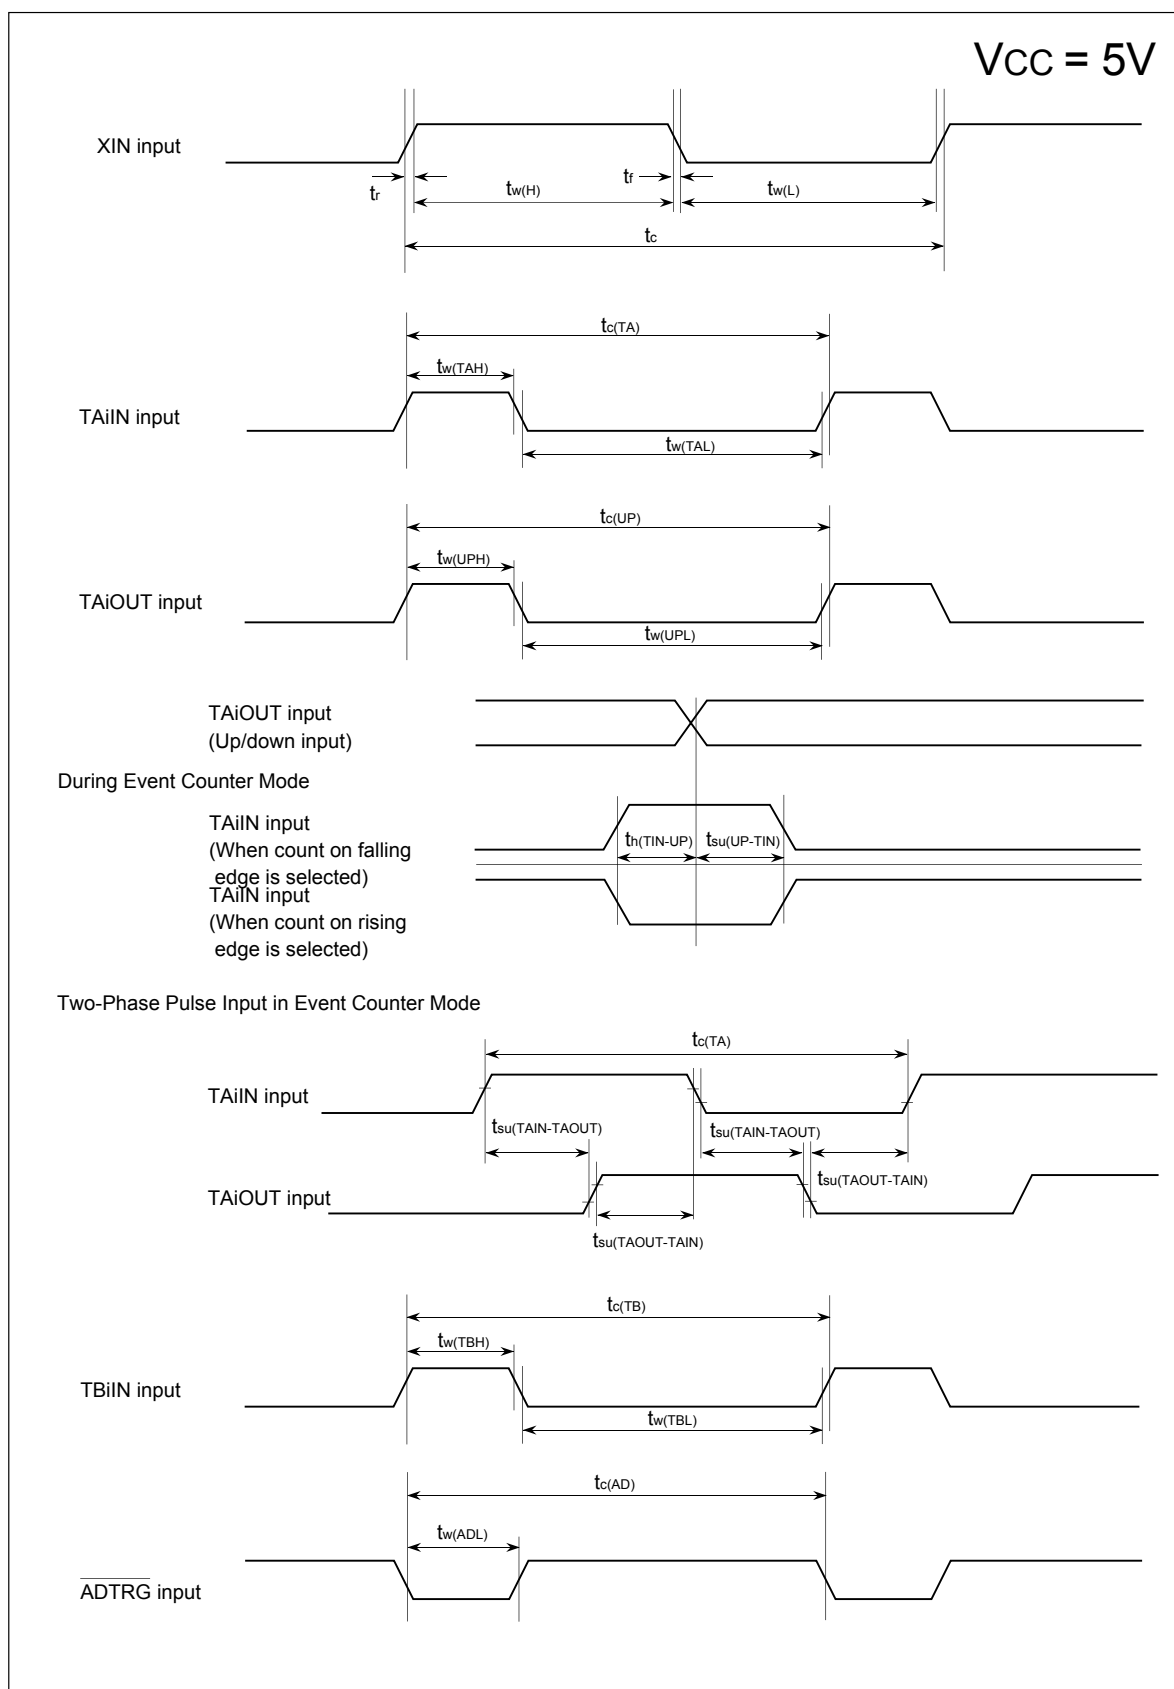 VCC = 5V
XIN input
tr
tw(H)
tf
tw(L)
tc
tc(TA)
tw(TAH)
TAiIN input
tw(TAL)
tc(UP)
tw(UPH)
TAiOUT input
tw(UPL)
TAiOUT input
(Up/down input)
During Event Counter Mode
TAiIN input
(When count on falling
edge is selected)
th(TIN-UP)
tsu(UP-TIN)
TAiIN input
(When count on rising
edge is selected)
Two-Phase Pulse Input in Event Counter Mode
tc(TA)
TAiIN input
tsu(TAIN-TAOUT)
tsu(TAIN-TAOUT)
tsu(TAOUT-TAIN)
TAiOUT input
tsu(TAOUT-TAIN)
tc(TB)
tw(TBH)
TBiIN input
tw(TBL)
tc(AD)
tw(ADL)
ADTRG input